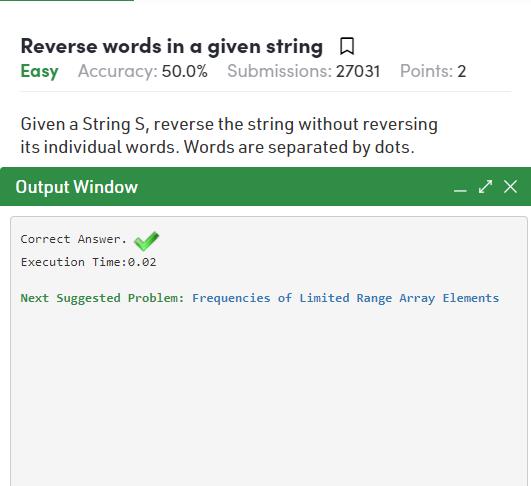 Reverse words in a given string
Easy Accuracy: 50.0% Submissions: 27031 Points: 2
Given a String S, reverse the string without reversing
its individual words. Words are separated by dots.
Output Window
Correct Answer.
Execution Time:0.02
Next Suggested Problem: Frequencies of Limited Range Array Elements